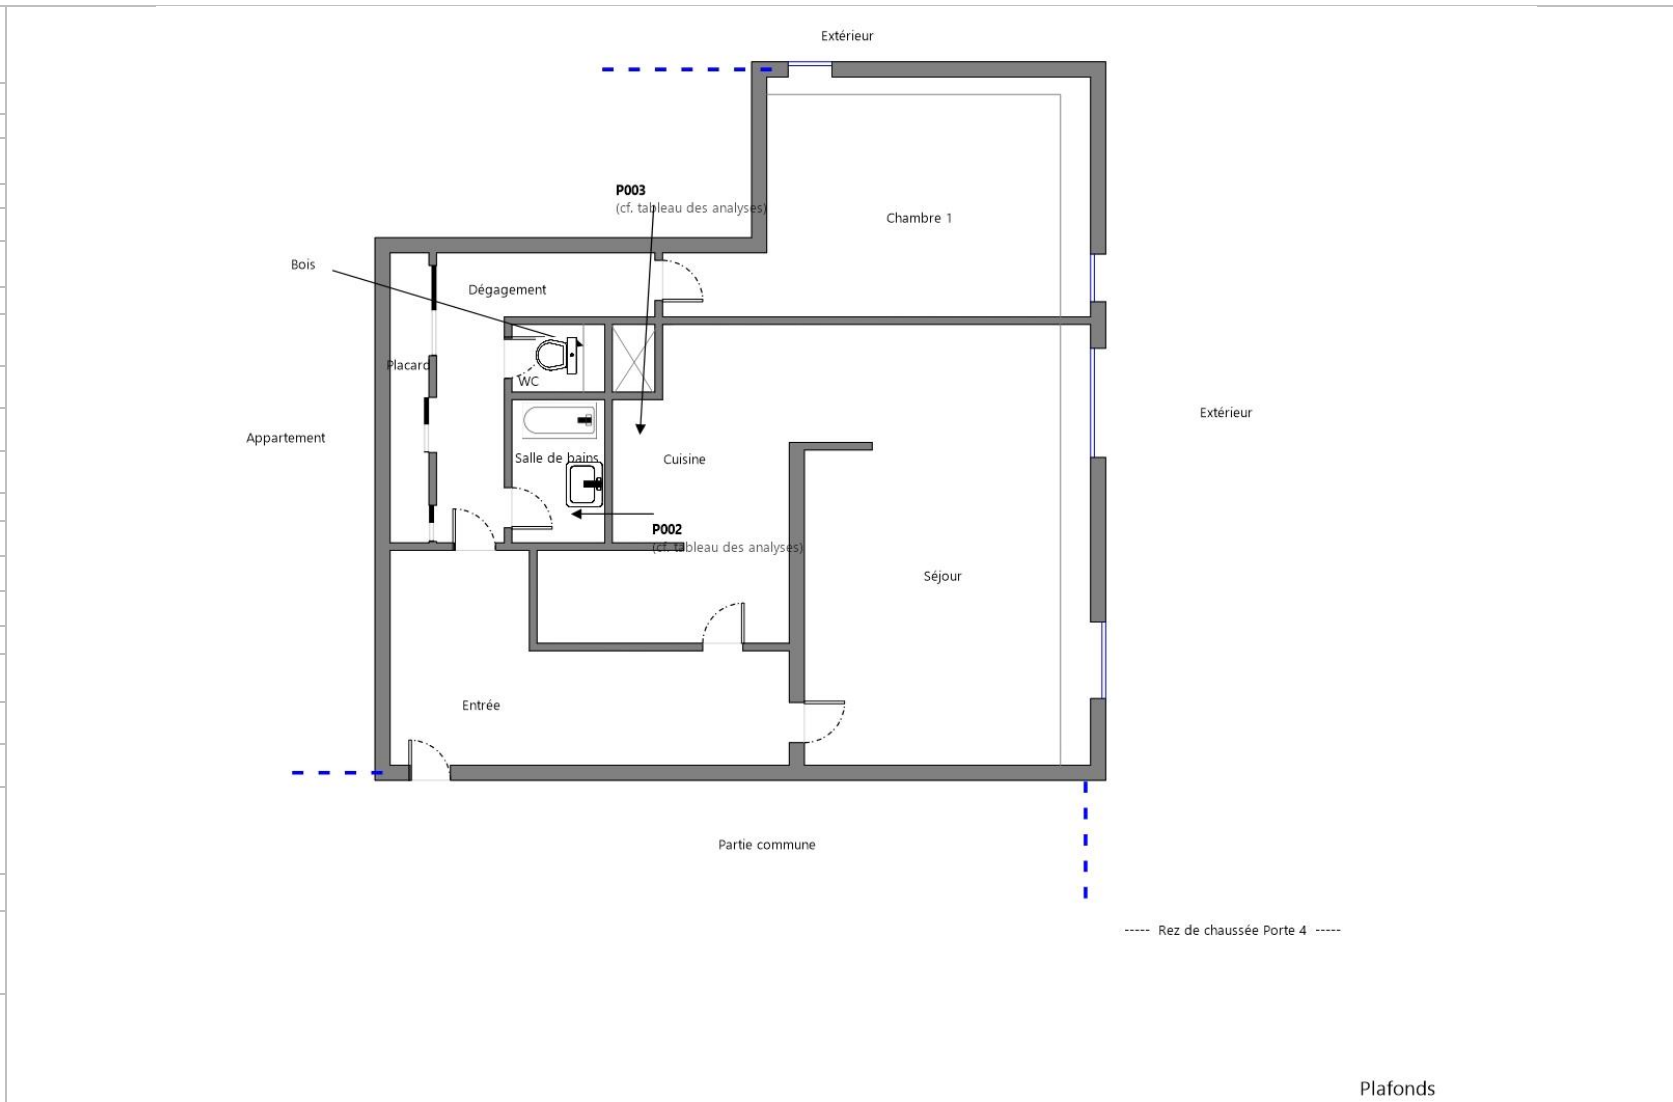 Extérieur
P003
(cf. tableau des analyses)
Chambre 1
Bois
Dégagement
Placard
WC
Extérieur
Appartement
Salle de bains
Cuisine
P002
(cf. tableau des analyses)
Séjour
Entrée
Partie commune
----- Rez de chaussée Porte 4 -----
Plafonds